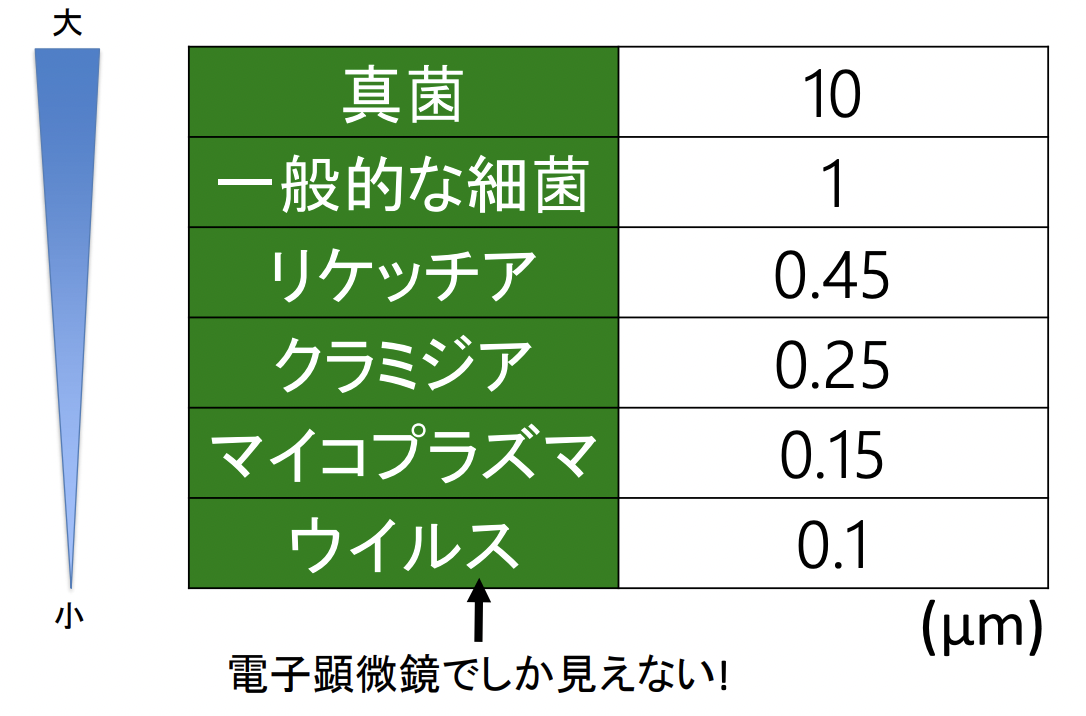 大
真菌 10
一般的な細菌 1
リケッチア 0.45
クラミジア 0.25
マイコプラズマ 0.15
ウイルス 0.1
小
(μm)
電子顕微鏡でしか見えない!